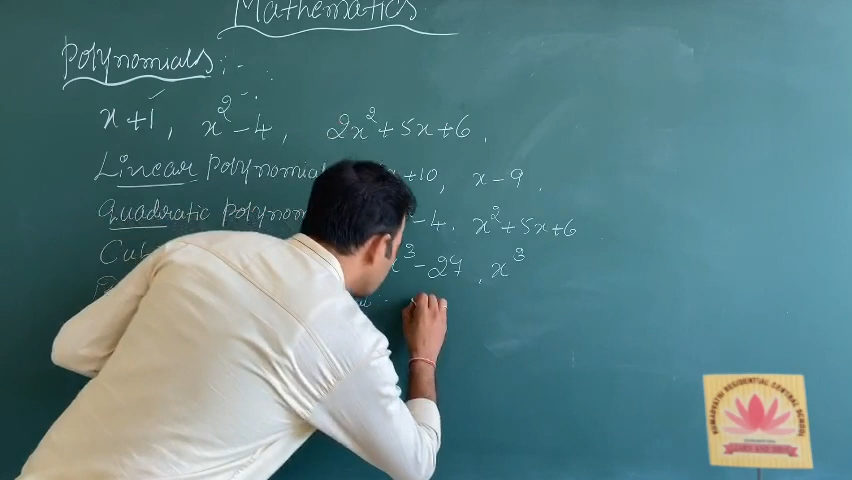 Mathematics
Polynomials :-
x+1, x²-4, 2x²+5x+6.
Linear polynomial +10, x-9.
Quadratic polynom -4. x²+5x+6
Cu x³-27, x³